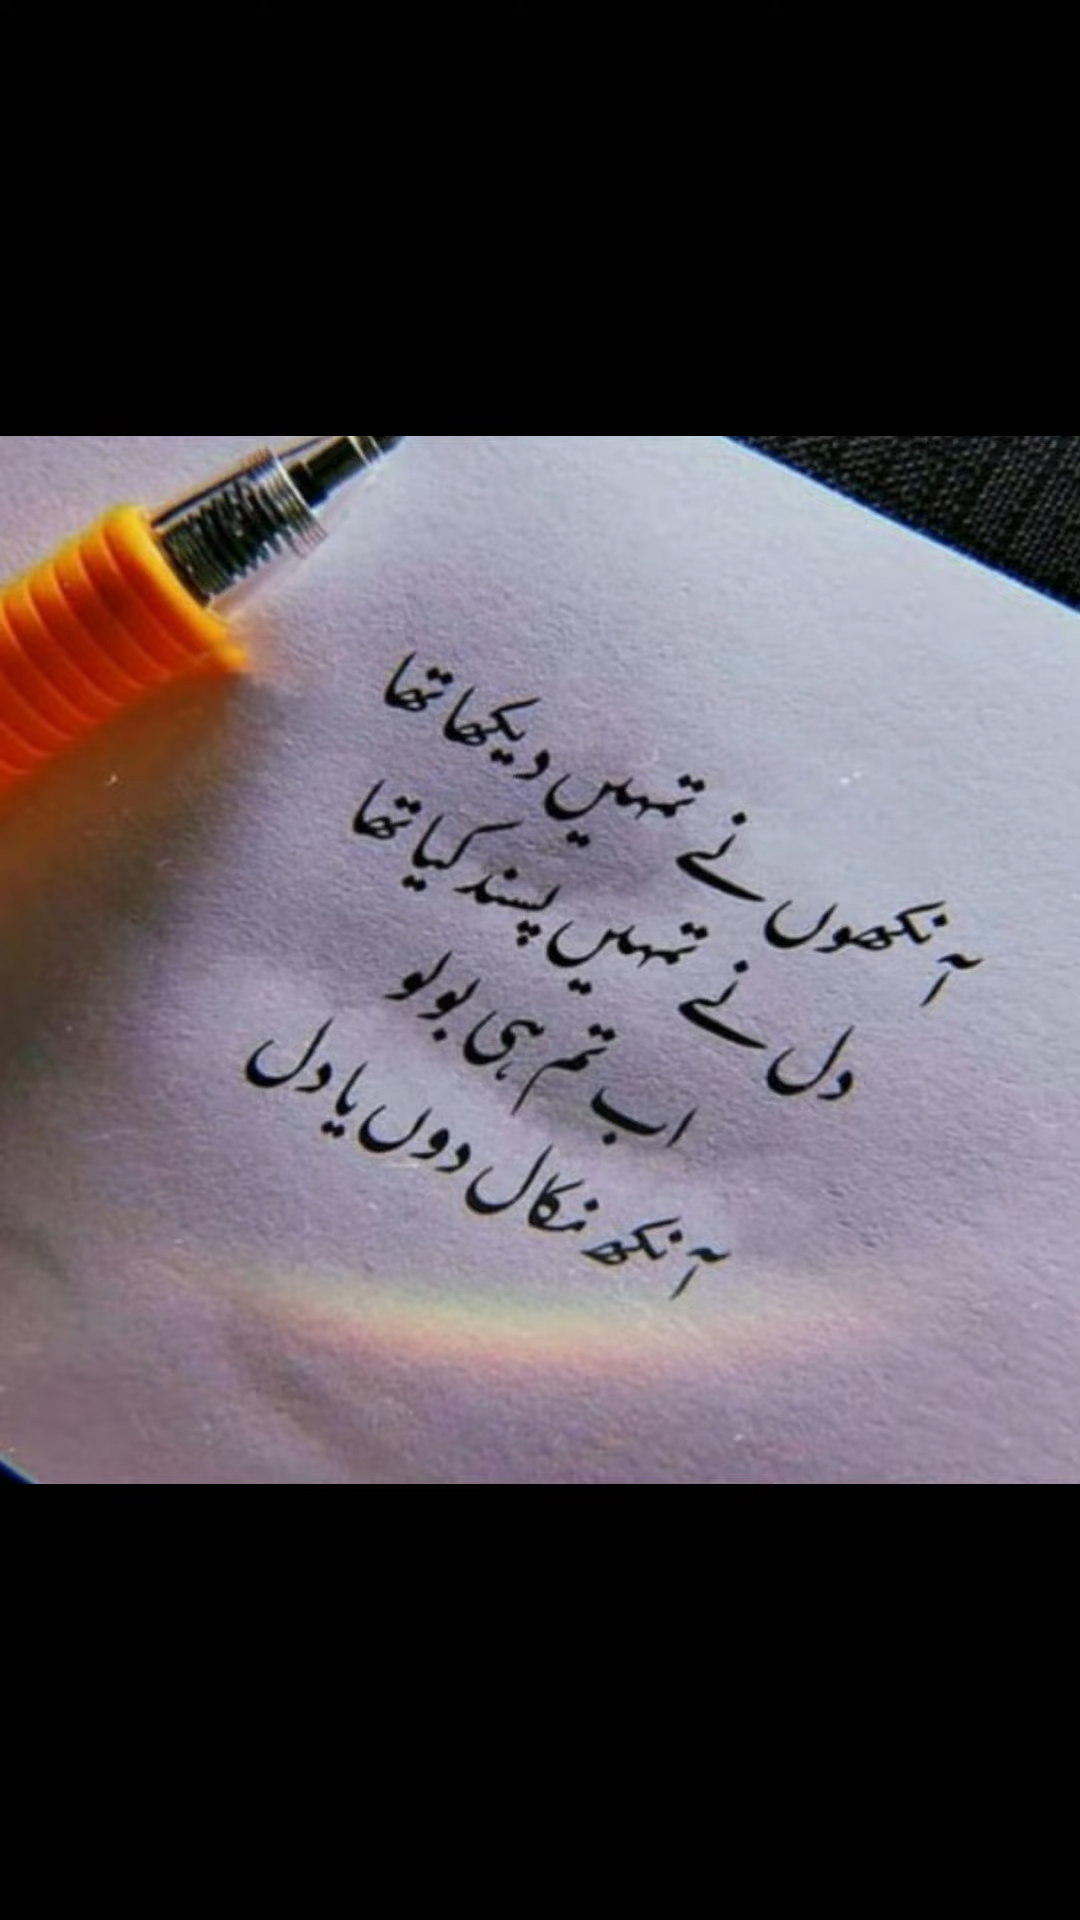 آنکھوں نے تمہیں دیکھا تھا
دل نے تمہیں پسند کیا تھا
اب تم ہی بولو
آنکھ نکال دوں یا دل